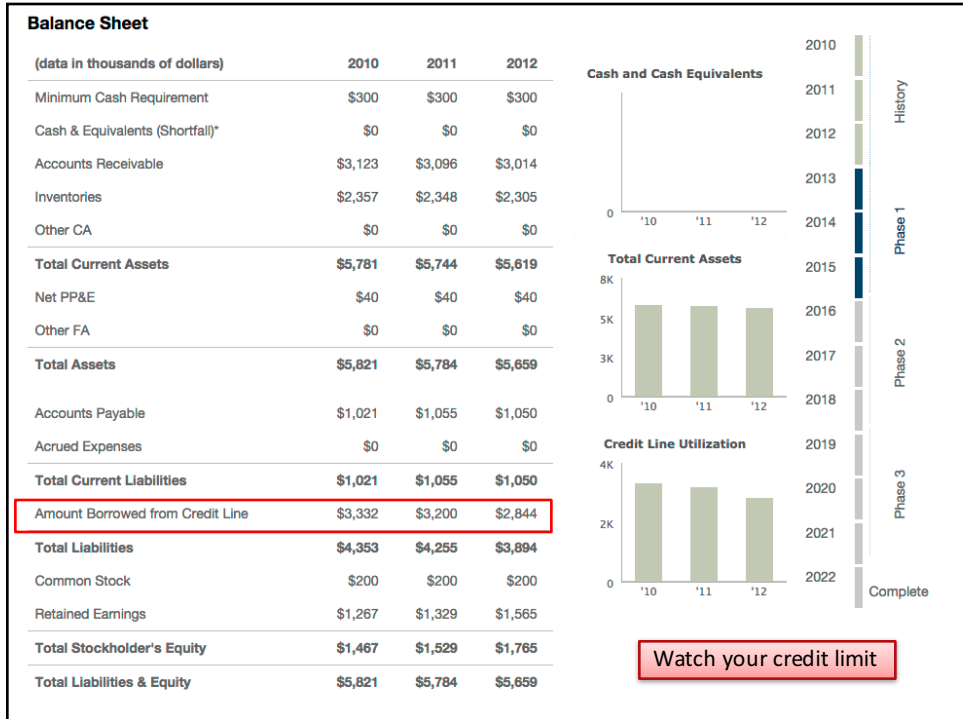 Balance Sheet
(data in thousands of dollars) 2010 2011 2012
Minimum Cash Requirement $300 $300 $300
Cash & Equivalents (Shortfall)* $0 $0 $0
Accounts Receivable $3,123 $3,096 $3,014
Inventories $2,357 $2,348 $2,305
Other CA $0 $0 $0
Total Current Assets $5,781 $5,744 $5,619
Net PP&E $40 $40 $40
Other FA $0 $0 $0
Total Assets $5,821 $5,784 $5,659
Accounts Payable $1,021 $1,055 $1,050
Accrued Expenses $0 $0 $0
Total Current Liabilities $1,021 $1,055 $1,050
Amount Borrowed from Credit Line $3,332 $3,200 $2,844
Total Liabilities $4,353 $4,255 $3,894
Common Stock $200 $200 $200
Retained Earnings $1,267 $1,329 $1,565
Total Stockholder's Equity $1,467 $1,529 $1,765
Total Liabilities & Equity $5,821 $5,784 $5,659
Cash and Cash Equivalents
0
'10 '11 '12
Total Current Assets
8K
5K
3K
0
'10 '11 '12
Credit Line Utilization
4K
2K
0
'10 '11 '12
Watch your credit limit
2010
2011
2012
History
2013
2014
2015
Phase 1
2016
2017
2018
Phase 2
2019
2020
2021
Phase 3
2022
Complete